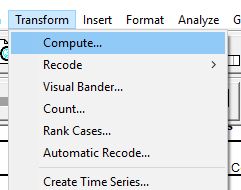 Transform Insert Format Analyze G
Compute...
Recode
Visual Bander...
Count...
Rank Cases...
Automatic Recode...
Create Time Series...